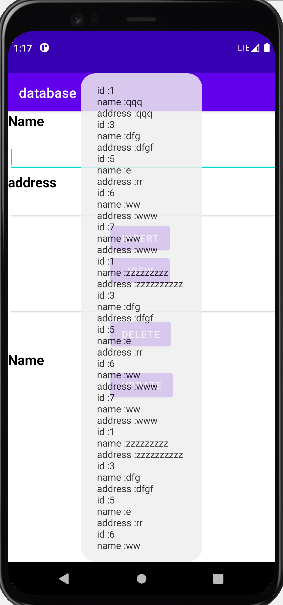 1:17 LTE
database
Name
address
DELETE
Name
id :1
name :qqq
address :qqq
id :3
name :dfg
address :dfgf
id :5
name :e
address :rr
id :6
name :ww
address :www
id :7
name :ww
address :www
id :1
name :zzzzzzzzz
address :zzzzzzzzzz
id :3
name :dfg
address :dfgf
id :5
name :e
address :rr
id :6
name :ww
address :www
id :7
name :ww
address :www
id :1
name :zzzzzzzzz
address :zzzzzzzzzz
id :3
name :dfg
address :dfgf
id :5
name :e
address :rr
id :6
name :ww